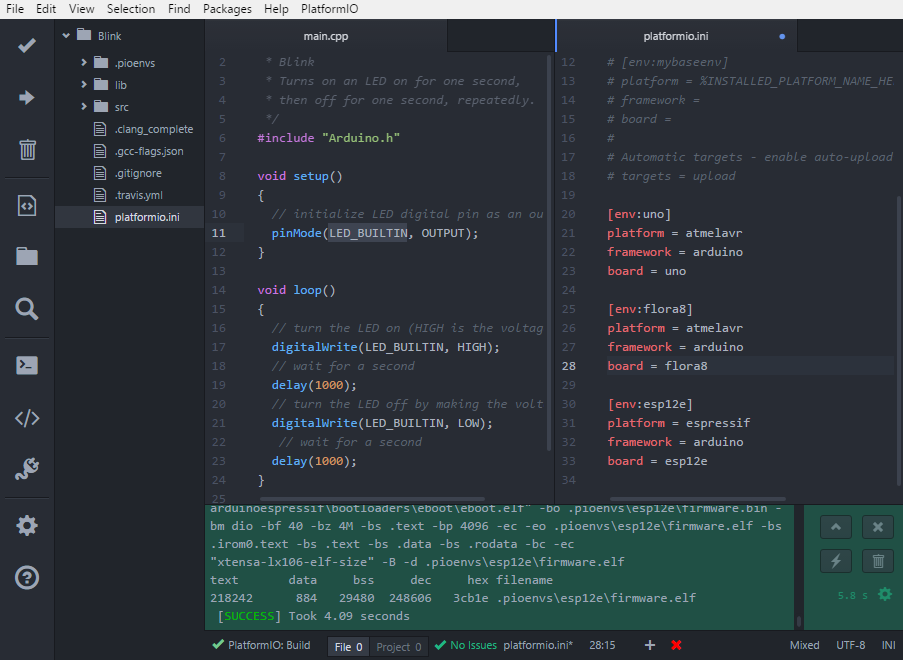 File Edit View Selection Find Packages Help PlatformIO
Blink
.pioenvs
lib
src
.clang_complete
.gcc-flags.json
.gitignore
.travis.yml
platformio.ini
main.cpp
2 * Blink
3 * Turns on an LED on for one second,
4 * then off for one second, repeatedly.
5 */
6 #include "Arduino.h"
7
8 void setup()
9 {
10 // initialize LED digital pin as an ou
11 pinMode(LED_BUILTIN, OUTPUT);
12 }
13
14 void loop()
15 {
16 // turn the LED on (HIGH is the voltag
17 digitalWrite(LED_BUILTIN, HIGH);
18 // wait for a second
19 delay(1000);
20 // turn the LED off by making the volt
21 digitalWrite(LED_BUILTIN, LOW);
22 // wait for a second
23 delay(1000);
24 }
25
platformio.ini
12 # [env:mybaseenv]
13 # platform = %INSTALLED_PLATFORM_NAME_HE
14 # framework =
15 # board =
16 #
17 # Automatic targets - enable auto-upload
18 # targets = upload
19
20 [env:uno]
21 platform = atmelavr
22 framework = arduino
23 board = uno
24
25 [env:flora8]
26 platform = atmelavr
27 framework = arduino
28 board = flora8
29
30 [env:esp12e]
31 platform = espressif
32 framework = arduino
33 board = esp12e
34
arduinoespressif\bootloaders\eboot\eboot.elf" -bo .pioenvs\esp12e\firmware.bin -
bm dio -bf 40 -bz 4M -bs .text -bp 4096 -ec -eo .pioenvs\esp12e\firmware.elf -bs
.irom0.text -bs .text -bs .data -bs .rodata -bc -ec
"xtensa-lx106-elf-size" -B -d .pioenvs\esp12e\firmware.elf
text data bss dec hex filename
218242 884 29480 248606 3cb1e .pioenvs\esp12e\firmware.elf
[SUCCESS] Took 4.09 seconds
5.8 s
PlatformIO: Build File 0 Project 0 No Issues platformio.ini* 28:15 Mixed UTF-8 INI